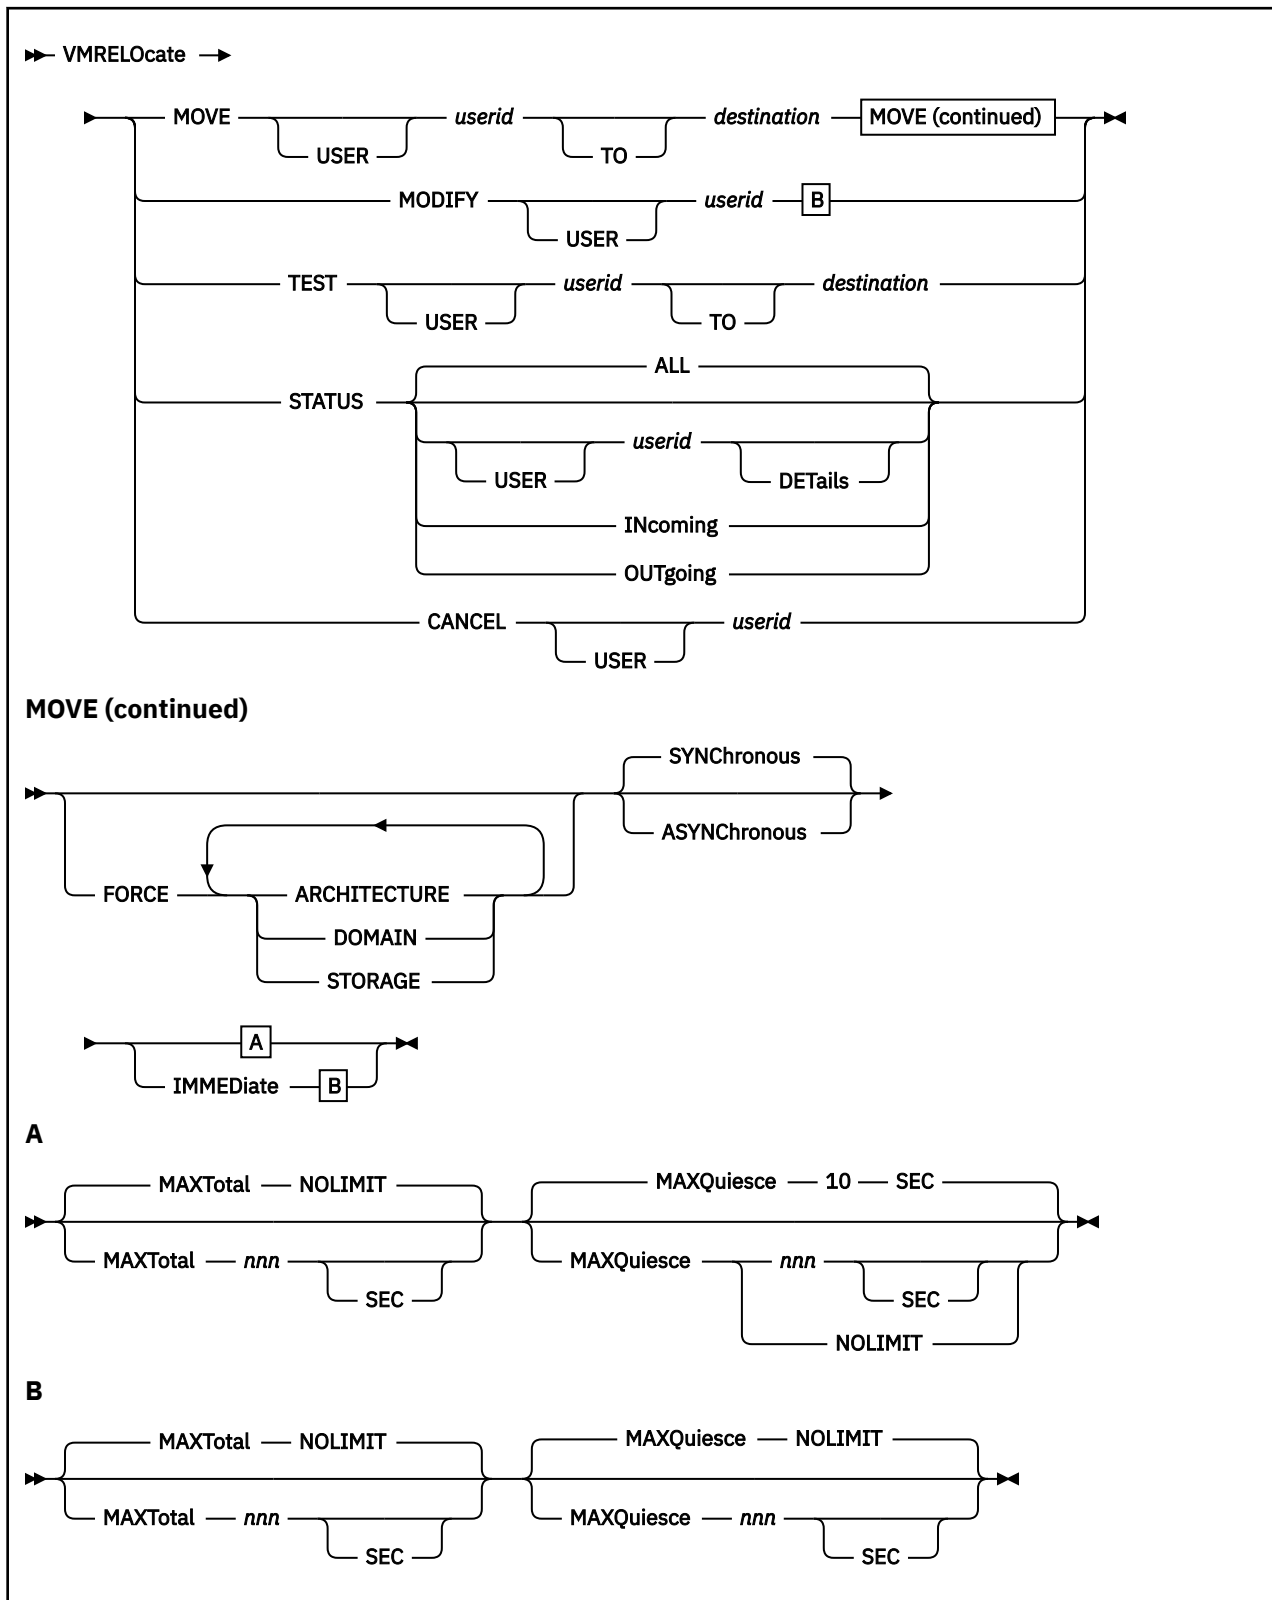 VMRELOcate
MOVE userid destination MOVE (continued)
USER TO
MODIFY userid B
USER
TEST userid destination
USER TO
ALL
STATUS
userid
USER DETails
INcoming
OUTgoing
CANCEL userid
USER
MOVE (continued)
SYNChronous
ASYNChronous
FORCE ARCHITECTURE
DOMAIN
STORAGE
A
IMMEDiate B
A
MAXTotal NOLIMIT MAXQuiesce 10 SEC
MAXTotal nnn MAXQuiesce nnn
SEC SEC
NOLIMIT
B
MAXTotal NOLIMIT MAXQuiesce NOLIMIT
MAXTotal nnn MAXQuiesce nnn
SEC SEC